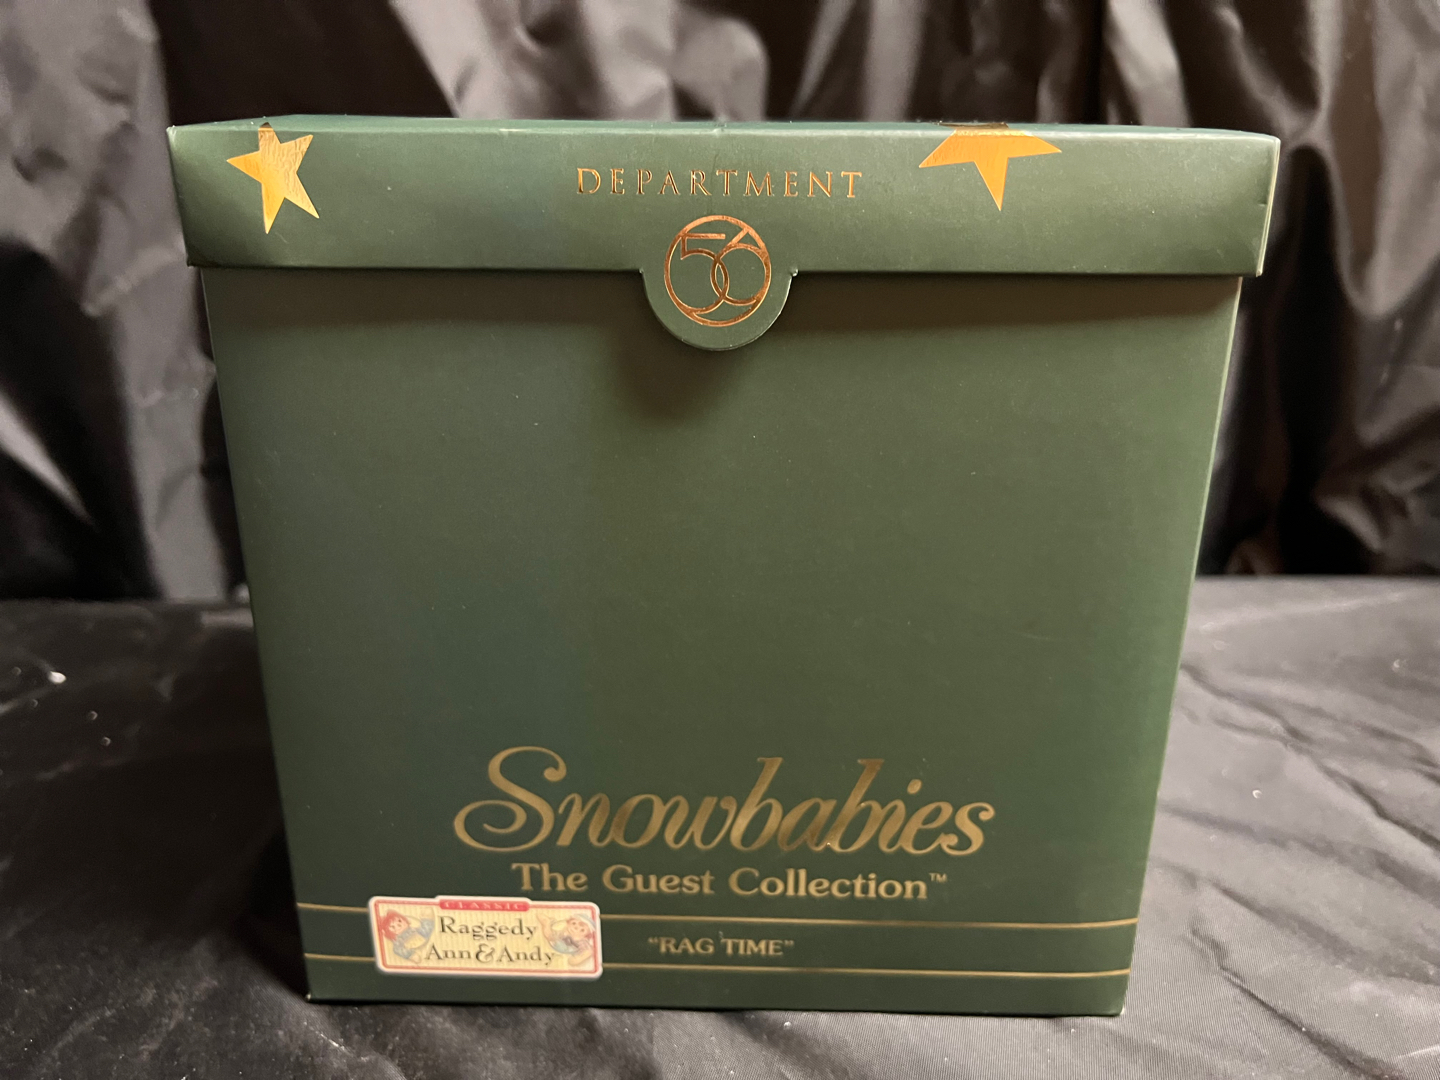 DEPARTMENT
56
Snowbabies
The Guest Collection™
CLASSIC
Raggedy
Ann & Andy
"RAG TIME"